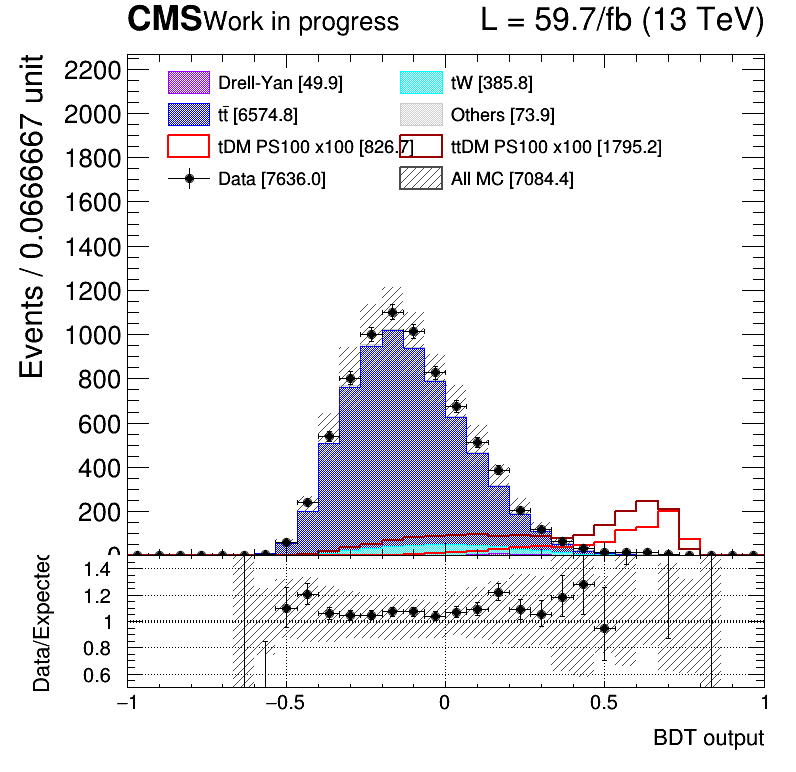 CMS Work in progress L = 59.7/fb (13 TeV)
Events / 0.0666667 unit
2200
2000
1800
1600
1400
1200
1000
800
600
400
200
0
Drell-Yan [49.9] tW [385.8]
tt̄ [6574.8] Others [73.9]
tDM PS100 x100 [826.7] ttDM PS100 x100 [1795.2]
Data [7636.0] All MC [7084.4]
Data/Expected
1.4
1.2
1
0.8
0.6
−1 −0.5 0 0.5 1
BDT output